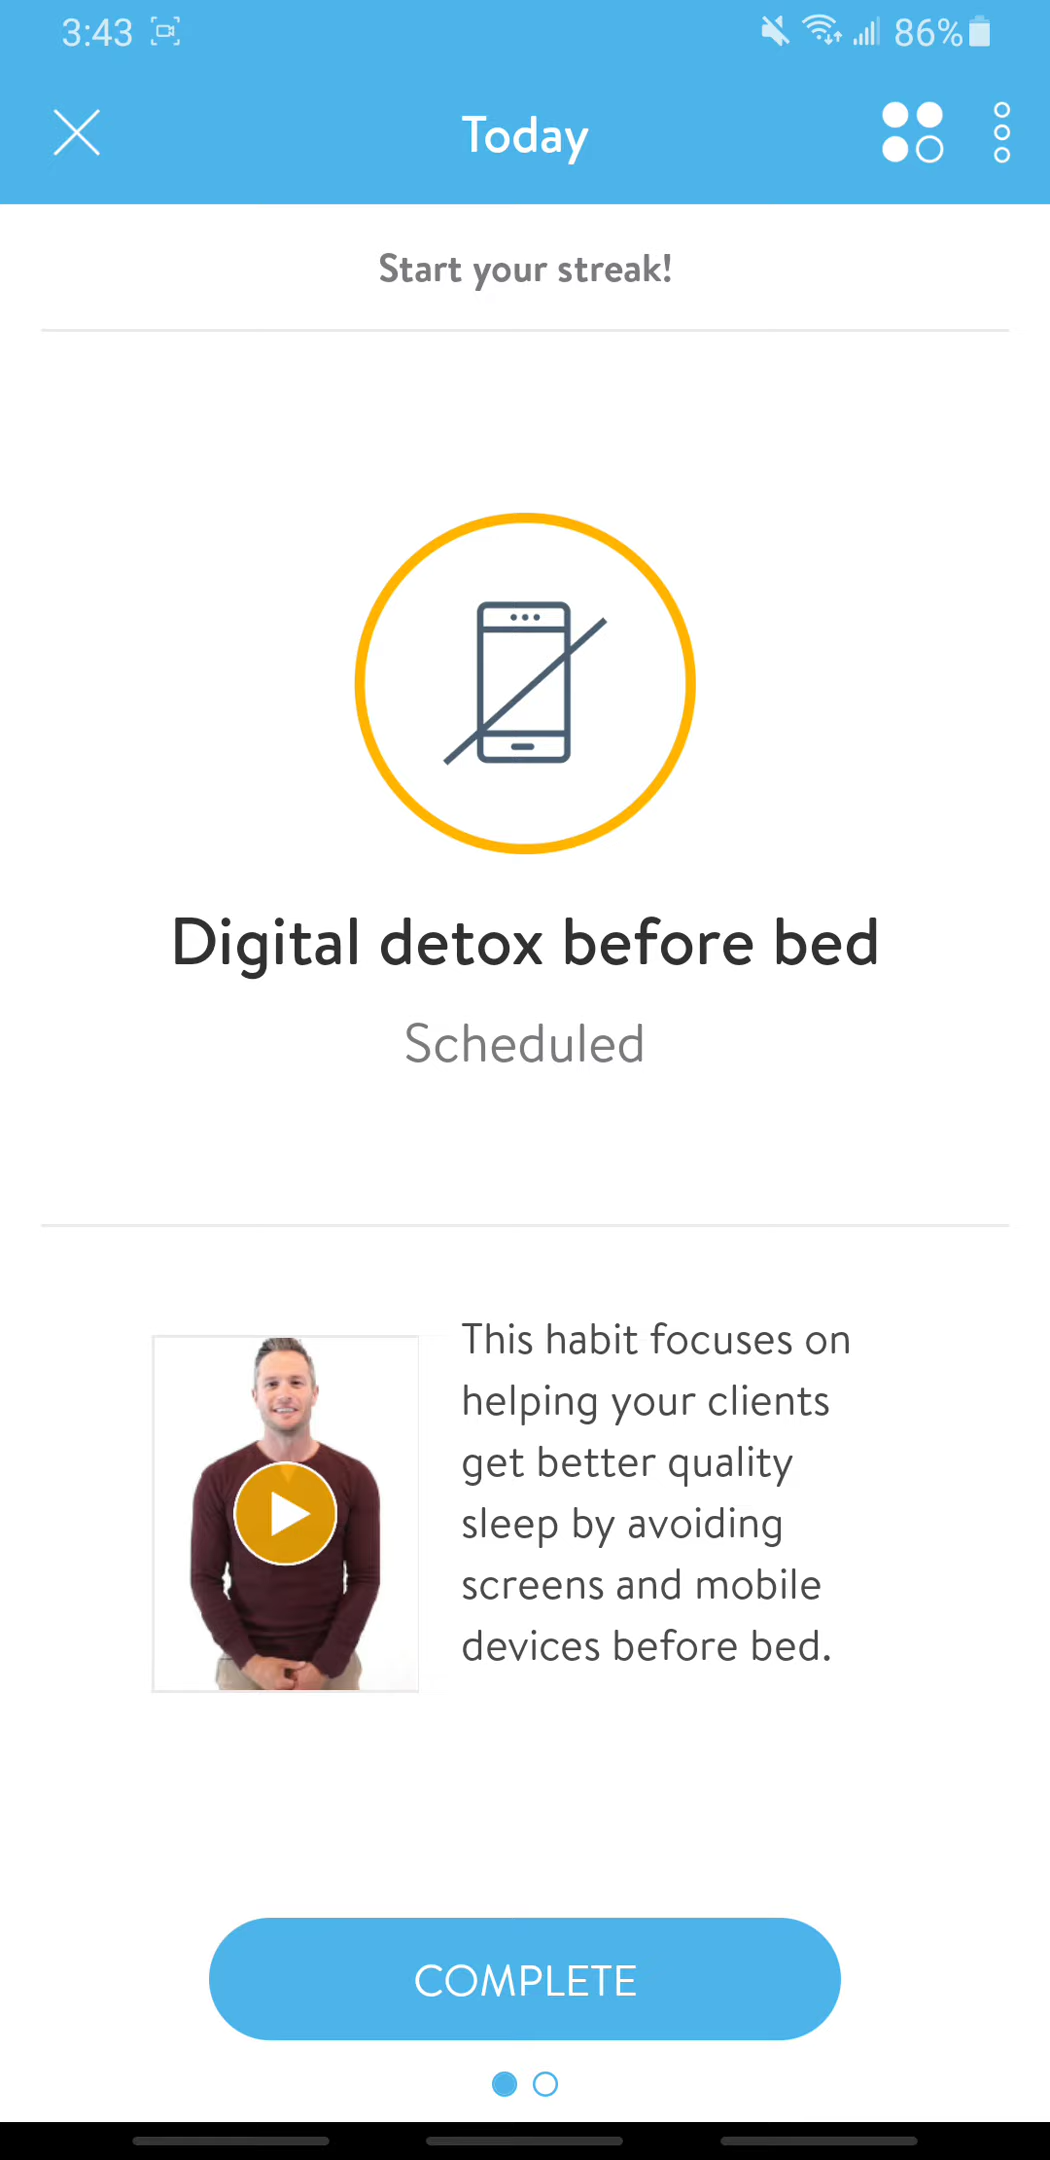 3:43
86%
Today
Start your streak!
Digital detox before bed
Scheduled
This habit focuses on
helping your clients
get better quality
sleep by avoiding
screens and mobile
devices before bed.
COMPLETE